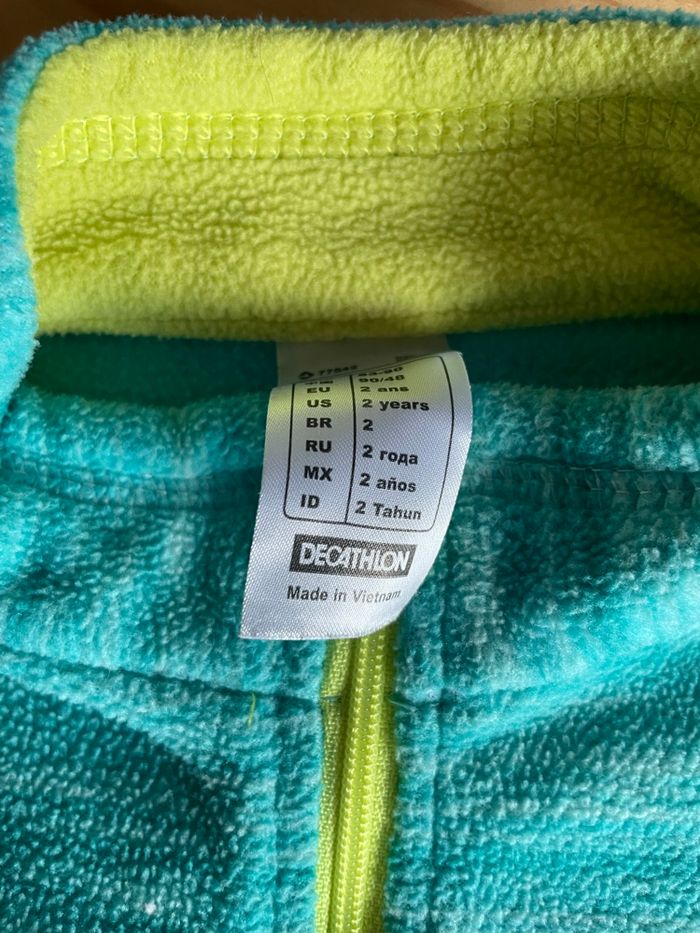 EU 2 ans
US 2 years
BR 2
RU 2 года
MX 2 años
ID 2 Tahun
DECATHLON
Made in Vietnam